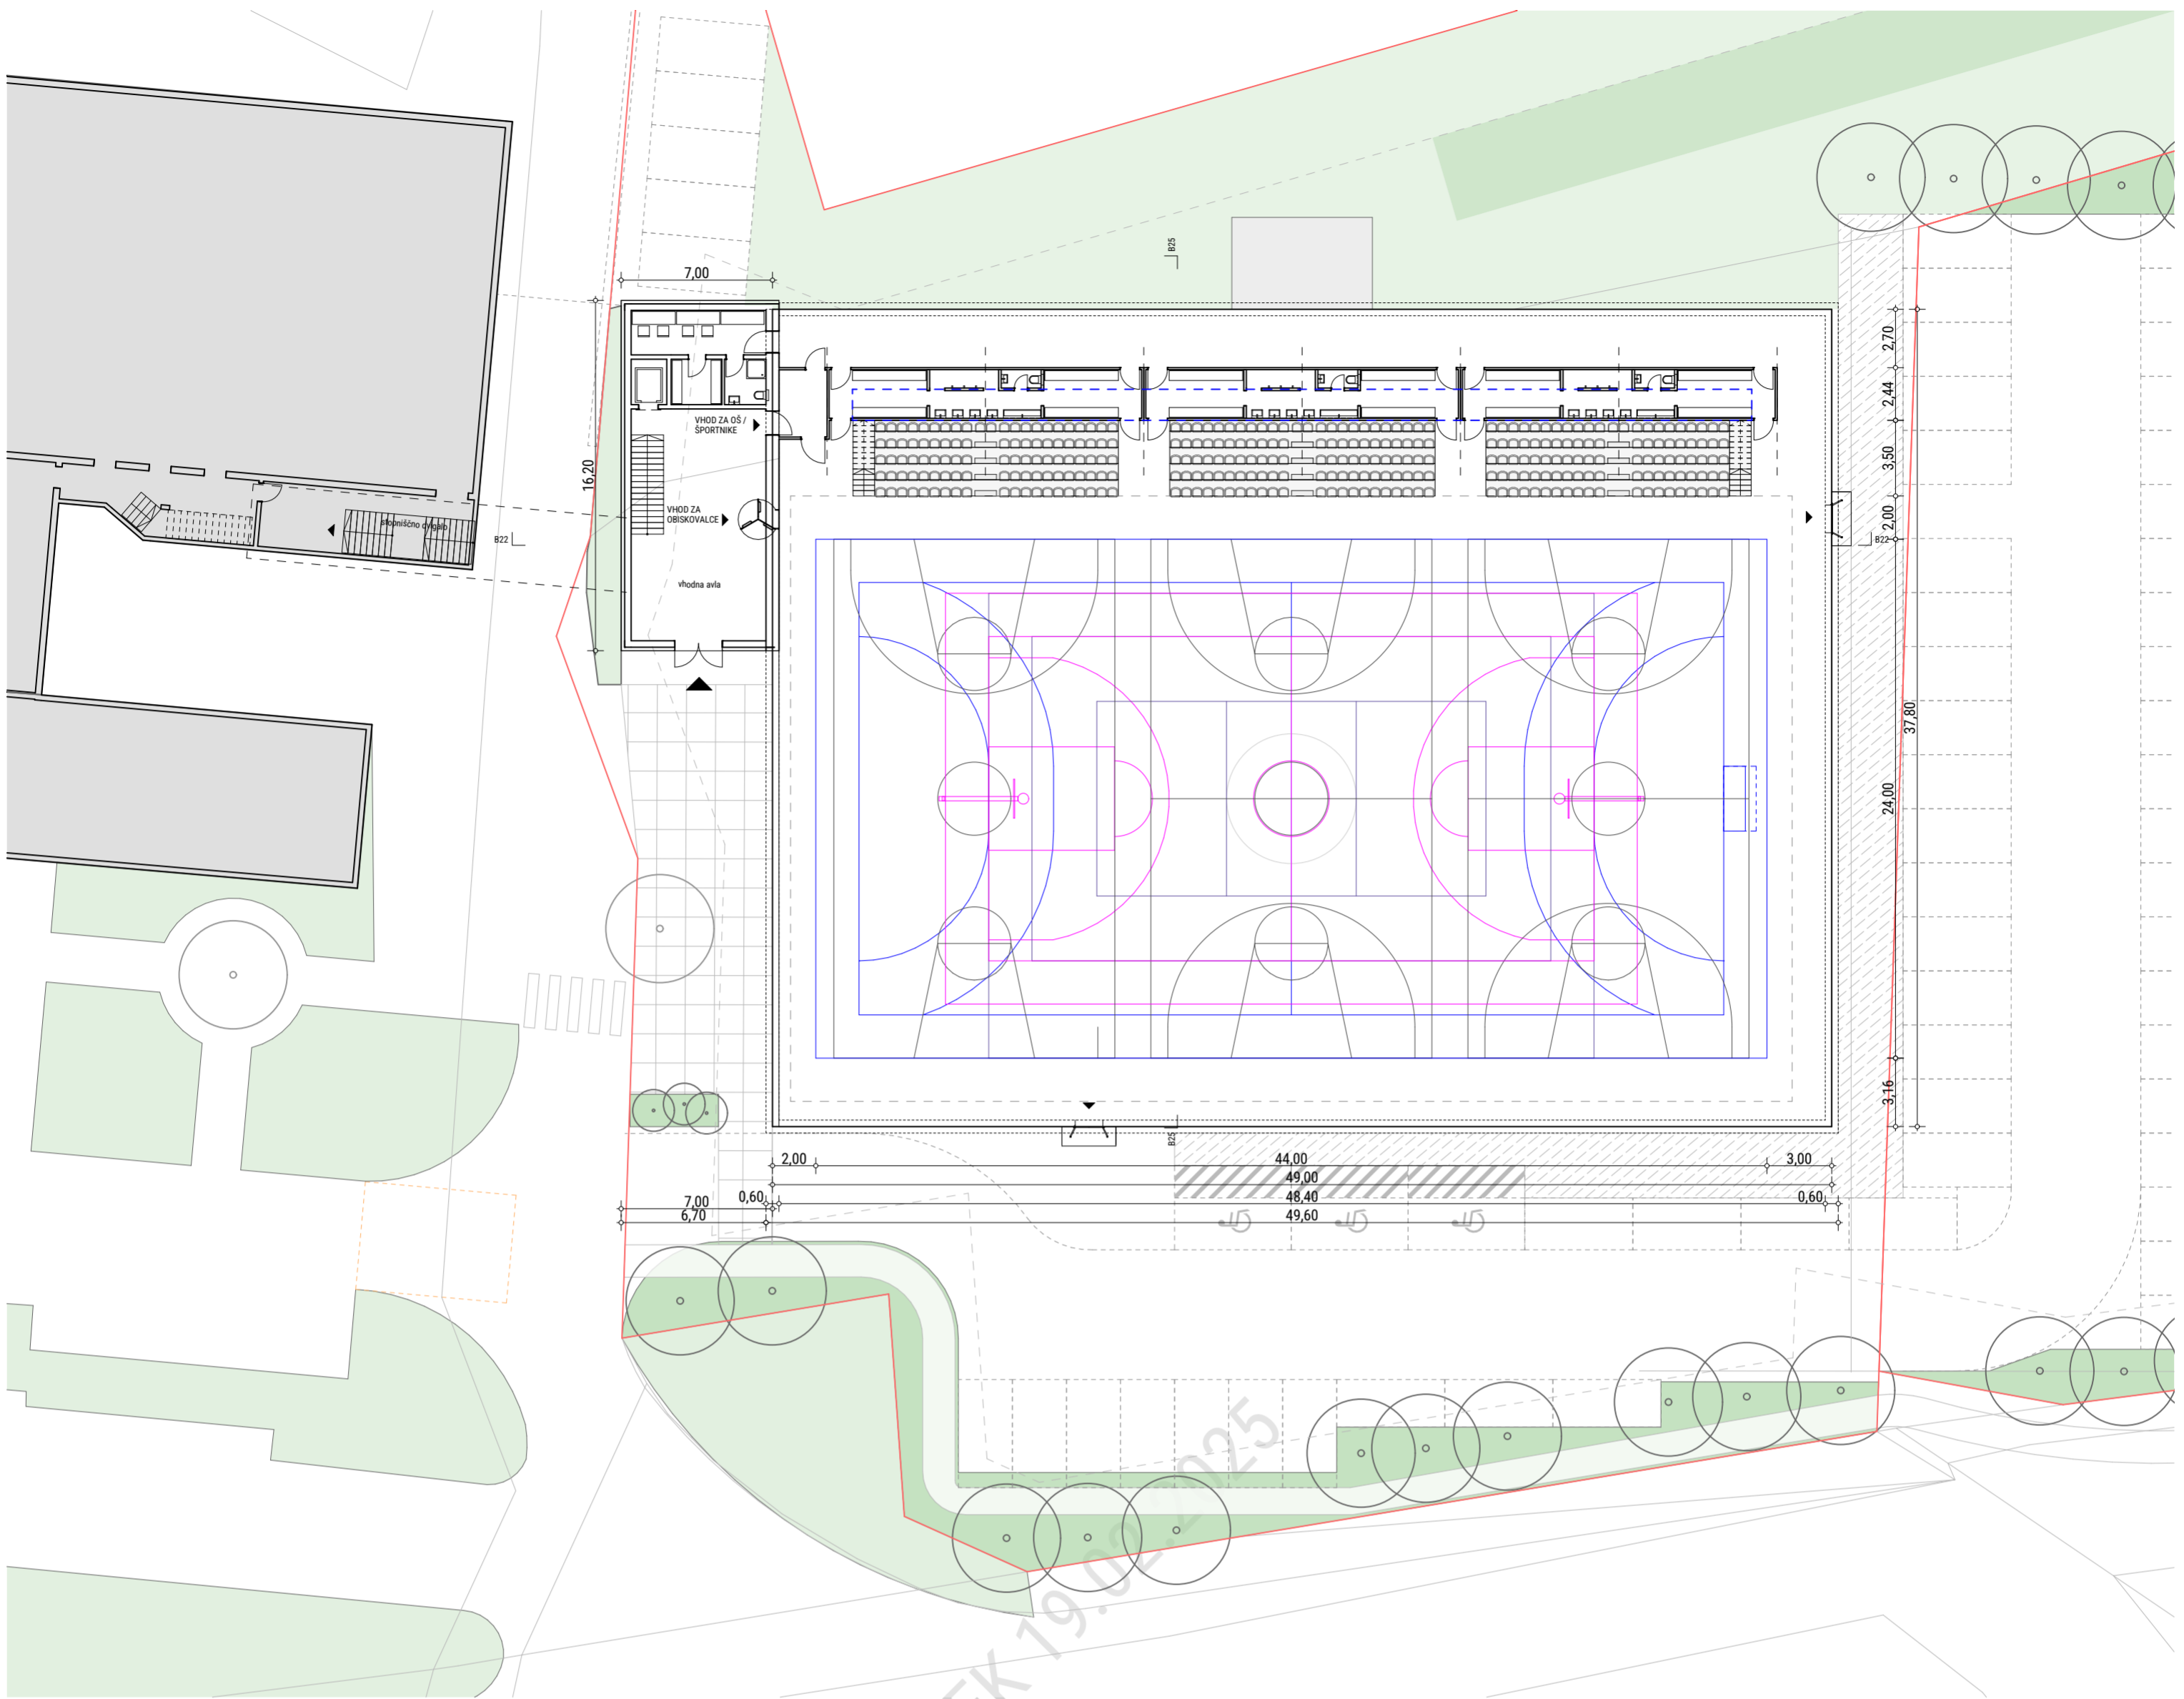 B25
7,00
2,70
2,44
VHOD ZA OŠ /
ŠPORTNIKE
16,20
3,50
VHOD ZA
OBISKOVALCE
stopniščno dvigalo
B22
2,00
B22
vhodna avla
37,80
24,00
3,16
B25
2,00
44,00
3,00
49,00
7,00
0,60
48,40
0,60
6,70
49,60
19.02.2025